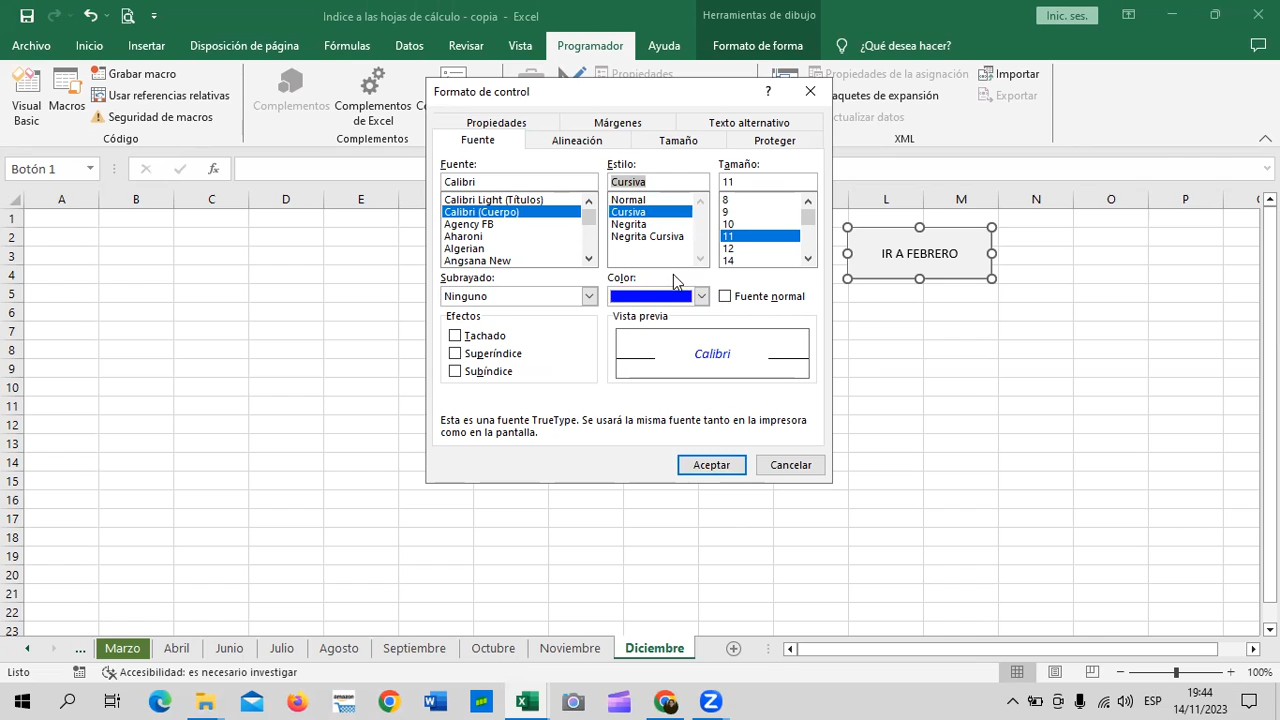 Indice a las hojas de cálculo - copia - Excel
Herramientas de dibujo
Inic. ses.
Archivo Inicio Insertar Disposición de página Fórmulas Datos Revisar Vista Programador Ayuda Formato de forma ¿Qué desea hacer?
Visual Basic
Macros
Grabar macro
Usar referencias relativas
Seguridad de macros
Código
Complementos
Complementos de Excel
Complementos
Propiedades
Propiedades de la asignación
aquetes de expansión
ctualizar datos
Importar
Exportar
XML
Botón 1
fx
A B C D E L M N O P
1
2
3
4
5
6
7
8
9
10
11
12
13
14
15
16
17
18
19
20
21
22
23
IR A FEBRERO
Formato de control
?
Propiedades Márgenes Texto alternativo
Fuente Alineación Tamaño Proteger
Fuente: Estilo: Tamaño:
Calibri Cursiva 11
Calibri Light (Títulos) Normal 8
Calibri (Cuerpo) Cursiva 9
Agency FB Negrita 10
Aharoni Negrita Cursiva 11
Algerian 12
Angsana New 14
Subrayado: Color:
Ninguno Fuente normal
Efectos Vista previa
Tachado
Superíndice
Subíndice
Calibri
Esta es una fuente TrueType. Se usará la misma fuente tanto en la impresora
como en la pantalla.
Aceptar Cancelar
... Marzo Abril Junio Julio Agosto Septiembre Octubre Noviembre Diciembre
Listo Accesibilidad: es necesario investigar 100%
ESP
19:44
14/11/2023